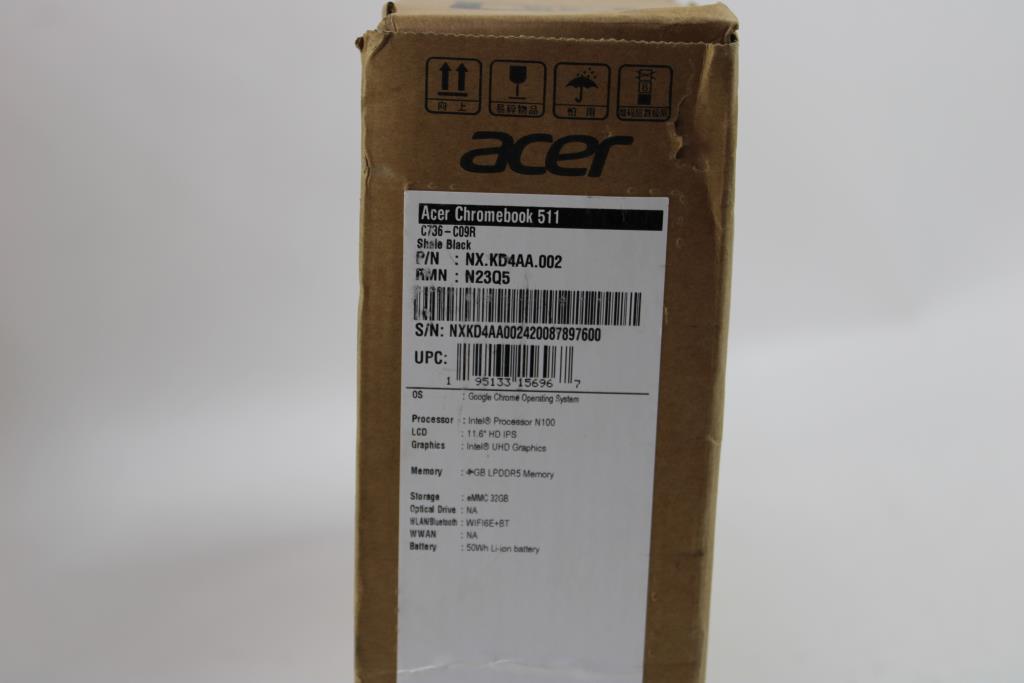 向上
易碎物品
怕雨
acer
Acer Chromebook 511
C736-C09R
Shale Black
P/N : NX.KD4AA.002
RMN : N23Q5
S/N: NXKD4AA002420087897600
UPC:
1 95133 15696 7
OS : Google Chrome Operating System
Processor : Intel® Processor N100
LCD : 11.6" HD IPS
Graphics : Intel® UHD Graphics
Memory : 4GB LPDDR5 Memory
Storage : eMMC 32GB
Optical Drive : NA
WLAN/Bluetooth : WIFI6E+BT
WWAN : NA
Battery : 50Wh Li-ion battery